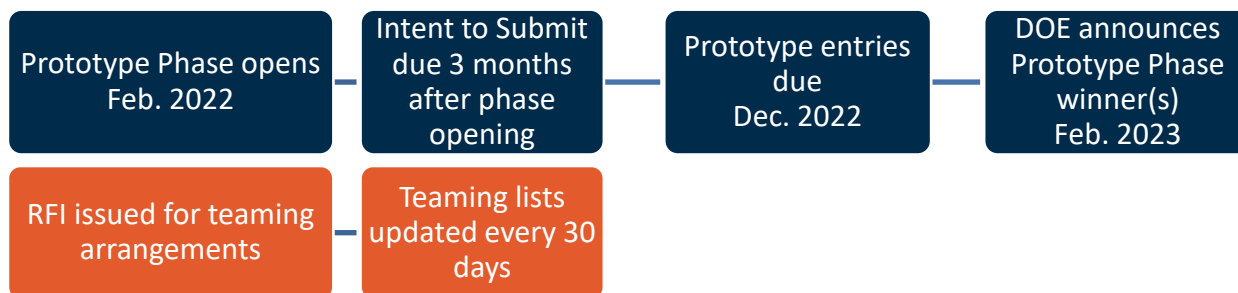 Prototype Phase opens
Feb. 2022
Intent to Submit
due 3 months
after phase
opening
Prototype entries
due
Dec. 2022
DOE announces
Prototype Phase
winner(s)
Feb. 2023
RFI issued for teaming
arrangements
Teaming lists
updated every 30
days